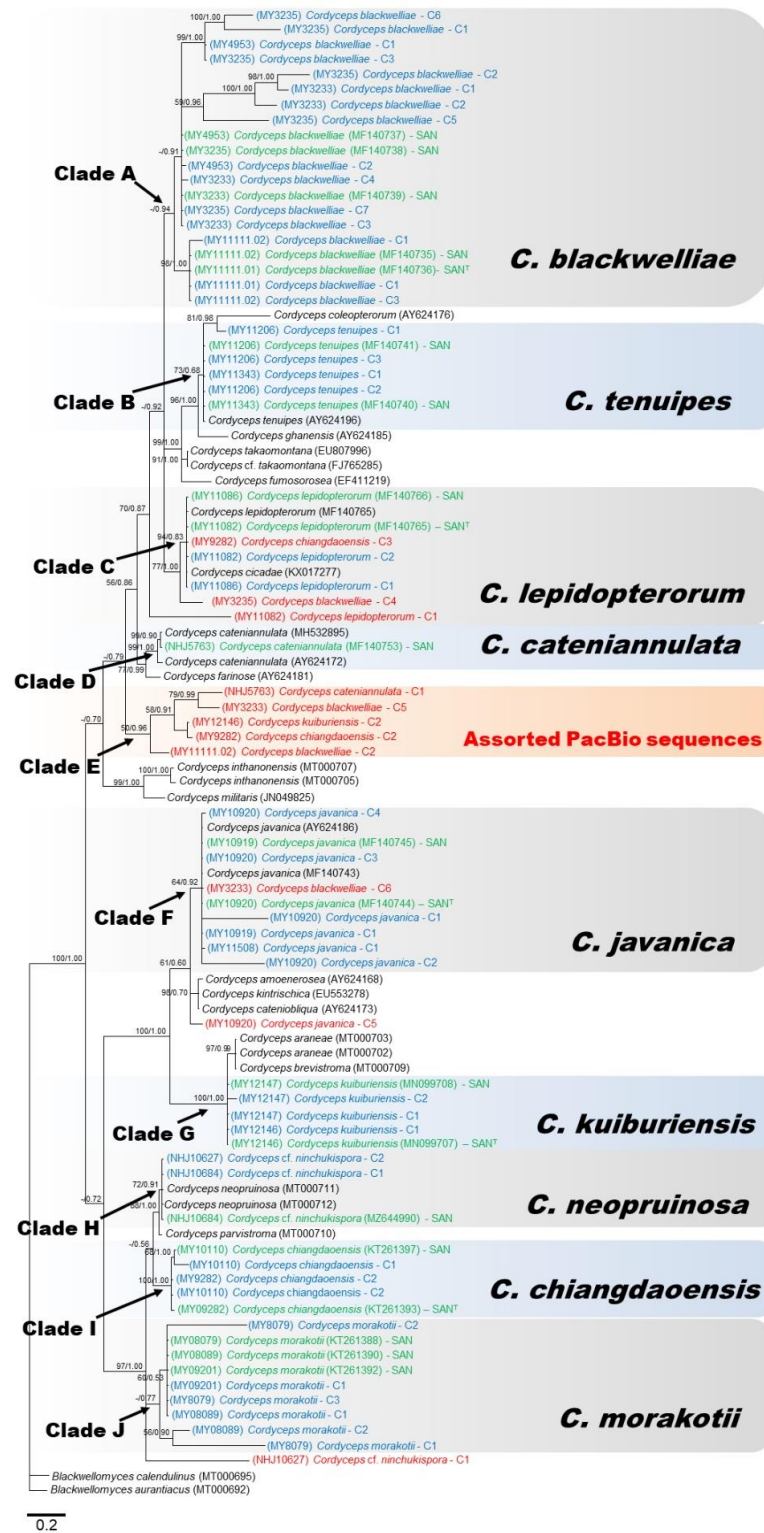 (MY3235) Cordyceps blackwelliae - C6
100/1.00
(MY3235) Cordyceps blackwelliae - C1
99/1.00
(MY4953) Cordyceps blackwelliae - C1
(MY3235) Cordyceps blackwelliae - C3
(MY3235) Cordyceps blackwelliae - C2
98/1.00
(MY3233) Cordyceps blackwelliae - C1
100/1.00
59/0.96
(MY3233) Cordyceps blackwelliae - C2
(MY3235) Cordyceps blackwelliae - C5
(MY4953) Cordyceps blackwelliae (MF140737) - SAN
-/0.91
(MY3235) Cordyceps blackwelliae (MF140738) - SAN
(MY4953) Cordyceps blackwelliae - C2
Clade A
(MY3233) Cordyceps blackwelliae - C4
(MY3233) Cordyceps blackwelliae (MF140739) - SAN
-/0.94
(MY3235) Cordyceps blackwelliae - C7
(MY3233) Cordyceps blackwelliae - C3
(MY11111.02) Cordyceps blackwelliae - C1
(MY11111.02) Cordyceps blackwelliae (MF140735) - SAN
C. blackwelliae
98/1.00
(MY11111.01) Cordyceps blackwelliae (MF140736)- SANᵀ
(MY11111.01) Cordyceps blackwelliae - C1
(MY11111.02) Cordyceps blackwelliae - C3
Cordyceps coleopterorum (AY624176)
81/0.98
(MY11206) Cordyceps tenuipes - C1
(MY11206) Cordyceps tenuipes (MF140741) - SAN
(MY11206) Cordyceps tenuipes - C3
73/0.68
(MY11343) Cordyceps tenuipes - C1
(MY11206) Cordyceps tenuipes - C2
Clade B
(MY11343) Cordyceps tenuipes (MF140740) - SAN
C. tenuipes
-/0.92
96/1.00
Cordyceps tenuipes (AY624196)
Cordyceps ghanensis (AY624185)
99/1.00
Cordyceps takaomontana (EU807996)
91/1.00
Cordyceps cf. takaomontana (FJ765285)
Cordyceps fumosorosea (EF411219)
(MY11086) Cordyceps lepidopterorum (MF140766) - SAN
70/0.87
Cordyceps lepidopterorum (MF140765)
(MY11082) Cordyceps lepidopterorum (MF140765) – SANᵀ
94/0.83
(MY9282) Cordyceps chiangdaoensis - C3
(MY11082) Cordyceps lepidopterorum - C2
Clade C
77/1.00
Cordyceps cicadae (KX017277)
56/0.86
(MY11086) Cordyceps lepidopterorum - C1
C. lepidopterorum
(MY3235) Cordyceps blackwelliae - C4
(MY11082) Cordyceps lepidopterorum - C1
99/0.90
Cordyceps cateniannulata (MH532895)
99/1.00
(NHJ5763) Cordyceps cateniannulata (MF140753) - SAN
C. cateniannulata
-/0.79
Cordyceps cateniannulata (AY624172)
77/0.99
Clade D
Cordyceps farinose (AY624181)
79/0.99
(NHJ5763) Cordyceps cateniannulata - C1
58/0.91
(MY3233) Cordyceps blackwelliae - C5
-/0.70
(MY12146) Cordyceps kuiburiensis - C2
50/0.96
(MY9282) Cordyceps chiangdaoensis - C2
Assorted PacBio sequences
(MY11111.02) Cordyceps blackwelliae - C2
Clade E
100/1.00
Cordyceps inthanonensis (MT000707)
99/1.00
Cordyceps inthanonensis (MT000705)
Cordyceps militaris (JN049825)
(MY10920) Cordyceps javanica - C4
Cordyceps javanica (AY624186)
(MY10919) Cordyceps javanica (MF140745) - SAN
(MY10920) Cordyceps javanica - C3
Cordyceps javanica (MF140743)
64/0.92
(MY3233) Cordyceps blackwelliae - C6
(MY10920) Cordyceps javanica (MF140744) – SANᵀ
Clade F
(MY10920) Cordyceps javanica - C1
(MY10919) Cordyceps javanica - C1
(MY11508) Cordyceps javanica - C1
C. javanica
100/1.00
61/0.60
(MY10920) Cordyceps javanica - C2
Cordyceps amoenerosea (AY624168)
98/0.70
Cordyceps kintrischica (EU553278)
Cordyceps cateniobliqua (AY624173)
100/1.00
(MY10920) Cordyceps javanica - C5
Cordyceps araneae (MT000703)
97/0.99
Cordyceps araneae (MT000702)
Cordyceps brevistroma (MT000709)
(MY12147) Cordyceps kuiburiensis (MN099708) - SAN
100/1.00
(MY12147) Cordyceps kuiburiensis - C2
(MY12147) Cordyceps kuiburiensis - C1
Clade G
(MY12146) Cordyceps kuiburiensis - C1
C. kuiburiensis
(MY12146) Cordyceps kuiburiensis (MN099707) – SANᵀ
(NHJ10627) Cordyceps cf. ninchukispora - C2
(NHJ10684) Cordyceps cf. ninchukispora - C1
72/0.91
Cordyceps neopruinosa (MT000711)
-/0.72
88/1.00
Cordyceps neopruinosa (MT000712)
C. neopruinosa
Clade H
(NHJ10684) Cordyceps cf. ninchukispora (MZ644990) - SAN
Cordyceps parvistroma (MT000710)
-/0.56
(MY10110) Cordyceps chiangdaoensis (KT261397) - SAN
68/1.00
(MY10110) Cordyceps chiangdaoensis - C1
100/1.00
(MY9282) Cordyceps chiangdaoensis - C2
(MY10110) Cordyceps chiangdaoensis - C2
C. chiangdaoensis
(MY09282) Cordyceps chiangdaoensis (KT261393) – SANᵀ
Clade I
(MY8079) Cordyceps morakotii - C2
(MY08079) Cordyceps morakotii (KT261388) - SAN
(MY08089) Cordyceps morakotii (KT261390) - SAN
97/1.00
(MY09201) Cordyceps morakotii (KT261392) - SAN
60/0.53
(MY09201) Cordyceps morakotii - C1
-/0.77
(MY8079) Cordyceps morakotii - C3
(MY08089) Cordyceps morakotii - C1
C. morakotii
Clade J
56/0.90
(MY08089) Cordyceps morakotii - C2
(MY8079) Cordyceps morakotii - C1
(NHJ10627) Cordyceps cf. ninchukispora - C1
Blackwellomyces calendulinus (MT000695)
Blackwellomyces aurantiacus (MT000692)
0.2